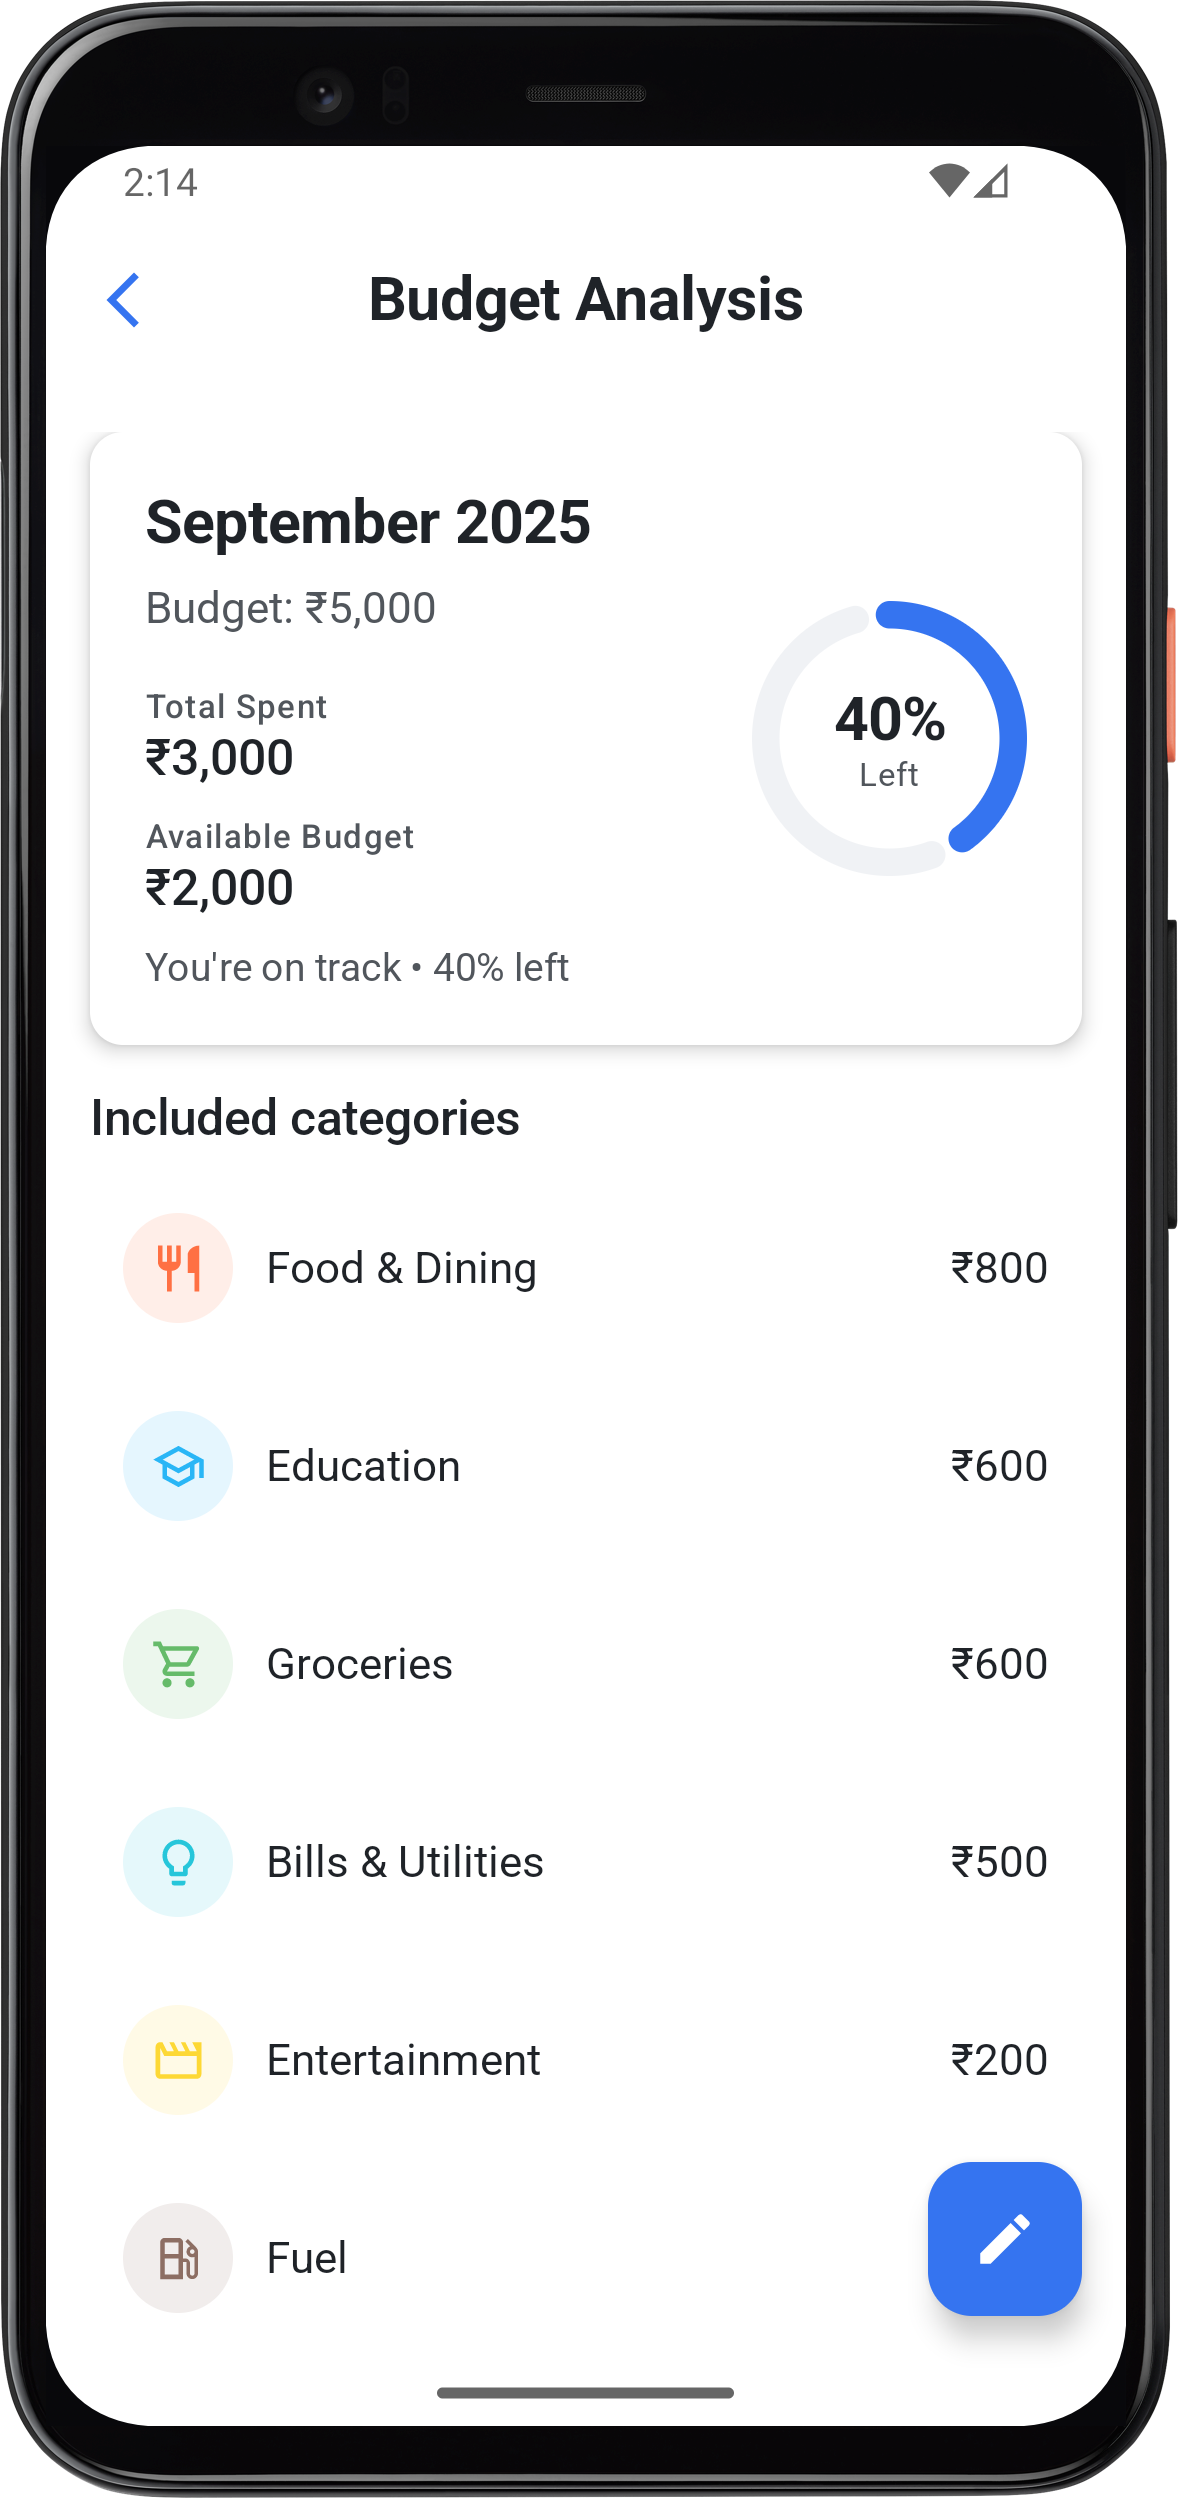 2:14
Budget Analysis
September 2025
Budget: ₹5,000
Total Spent
₹3,000
Available Budget
₹2,000
You're on track • 40% left
40%
Left
Included categories
Food & Dining ₹800
Education ₹600
Groceries ₹600
Bills & Utilities ₹500
Entertainment ₹200
Fuel